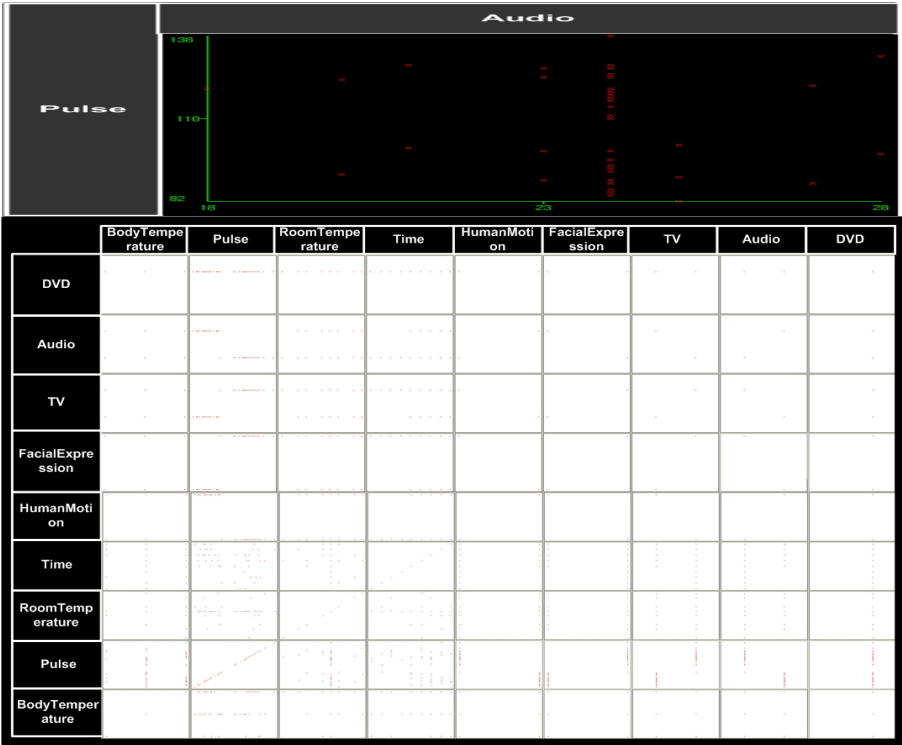 Audio
Pulse
138
110
82
18
23
28
BodyTempe
rature
Pulse
RoomTempe
rature
Time
HumanMoti
on
FacialExpre
ssion
TV
Audio
DVD
DVD
Audio
TV
FacialExpre
ssion
HumanMoti
on
Time
RoomTemp
erature
Pulse
BodyTemper
ature